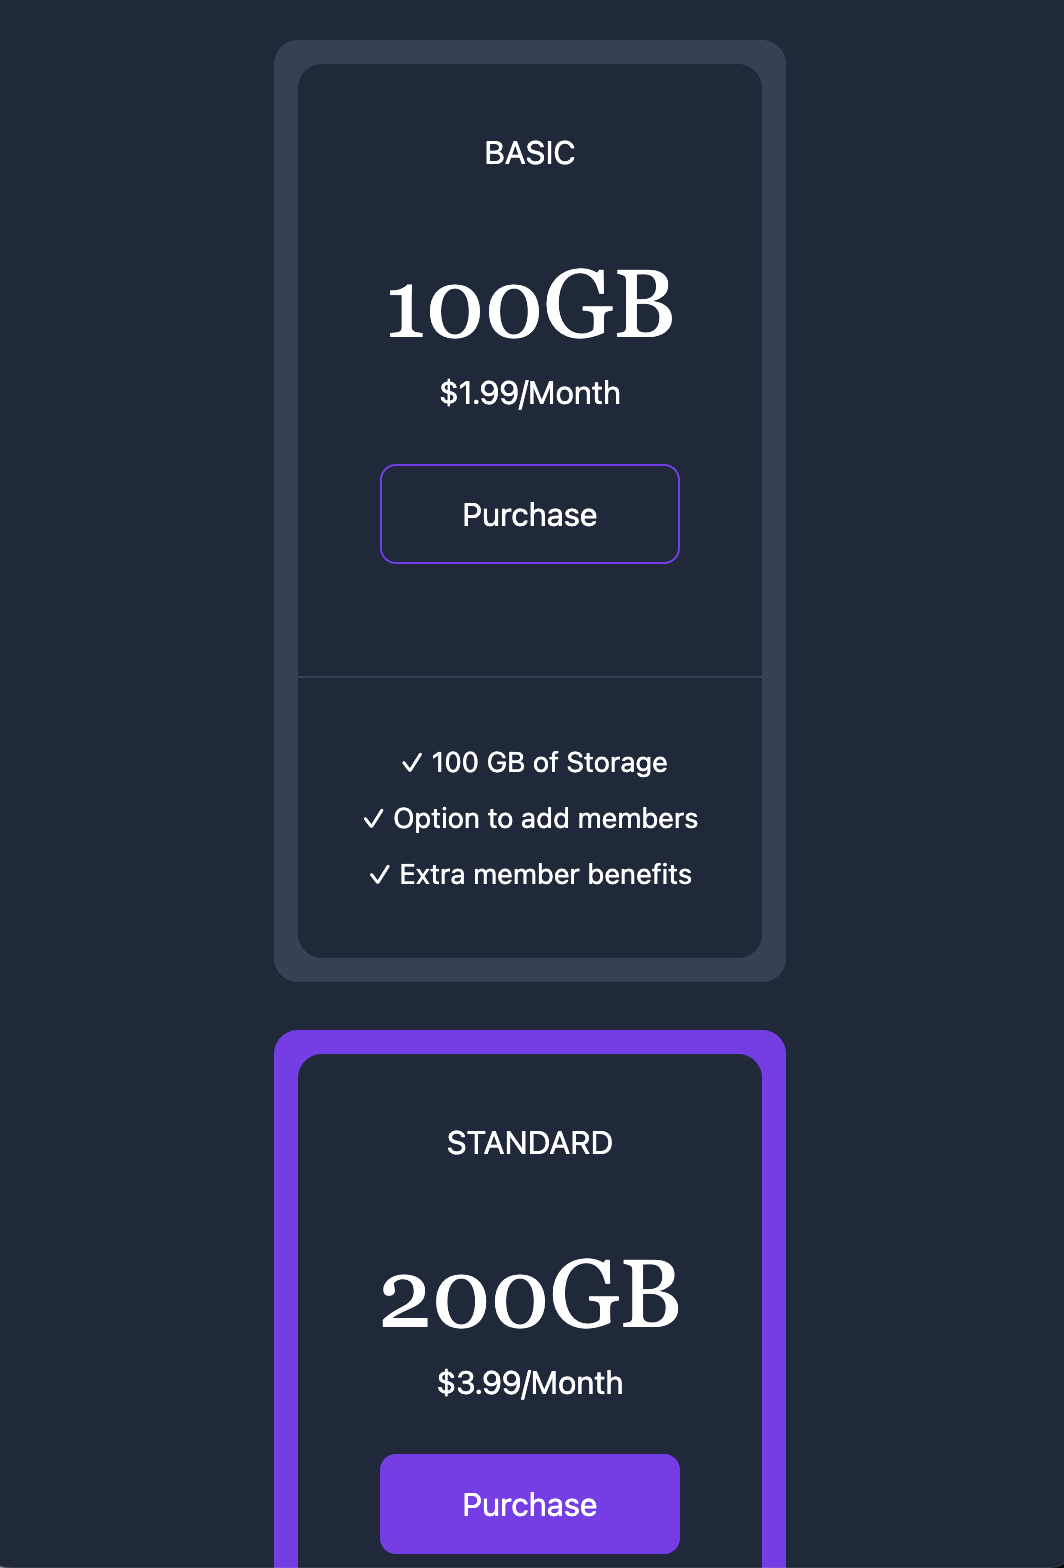 BASIC
100GB
$1.99/Month
Purchase
✓ 100 GB of Storage
✓ Option to add members
✓ Extra member benefits
STANDARD
200GB
$3.99/Month
Purchase